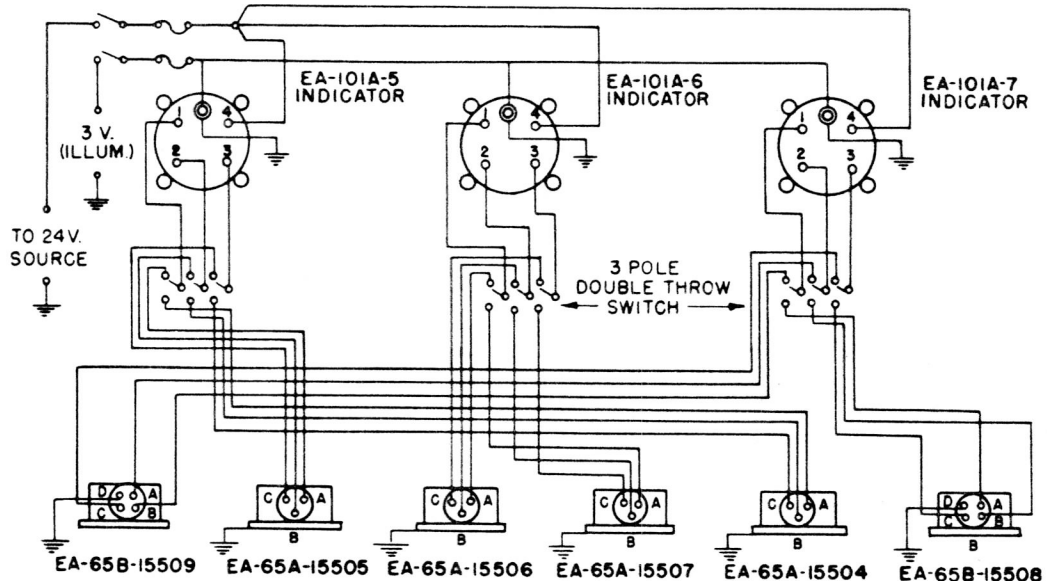 EA-101A-5
INDICATOR
EA-101A-6
INDICATOR
EA-101A-7
INDICATOR
1
4
2
3
1
4
2
3
1
4
2
3
3 V.
(ILLUM.)
TO 24V.
SOURCE
3 POLE
DOUBLE THROW
SWITCH
D
A
C
B
C
A
B
C
A
B
C
A
B
C
A
B
D
A
C
B
B
EA-65B-15509
EA-65A-15505
EA-65A-15506
EA-65A-15507
EA-65A-15504
EA-65B-15508